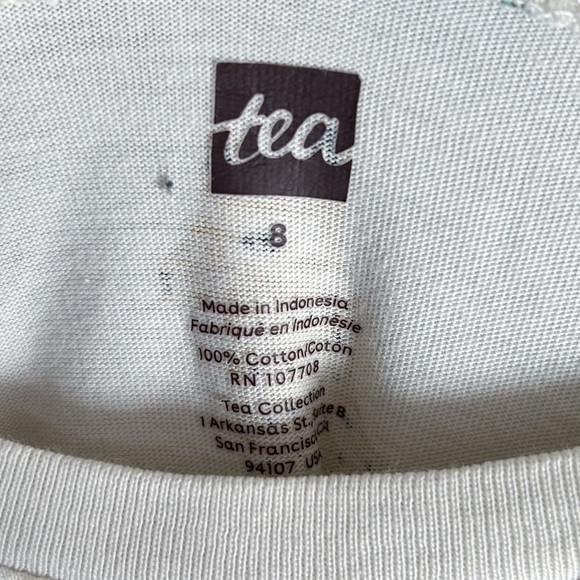 tea
8
Made in Indonesia
Fabriqué en Indonésie
100% Cotton/Coton
RN 107708
Tea Collection
1 Arkansas St., Suite B
San Francisco, CA
94107 USA